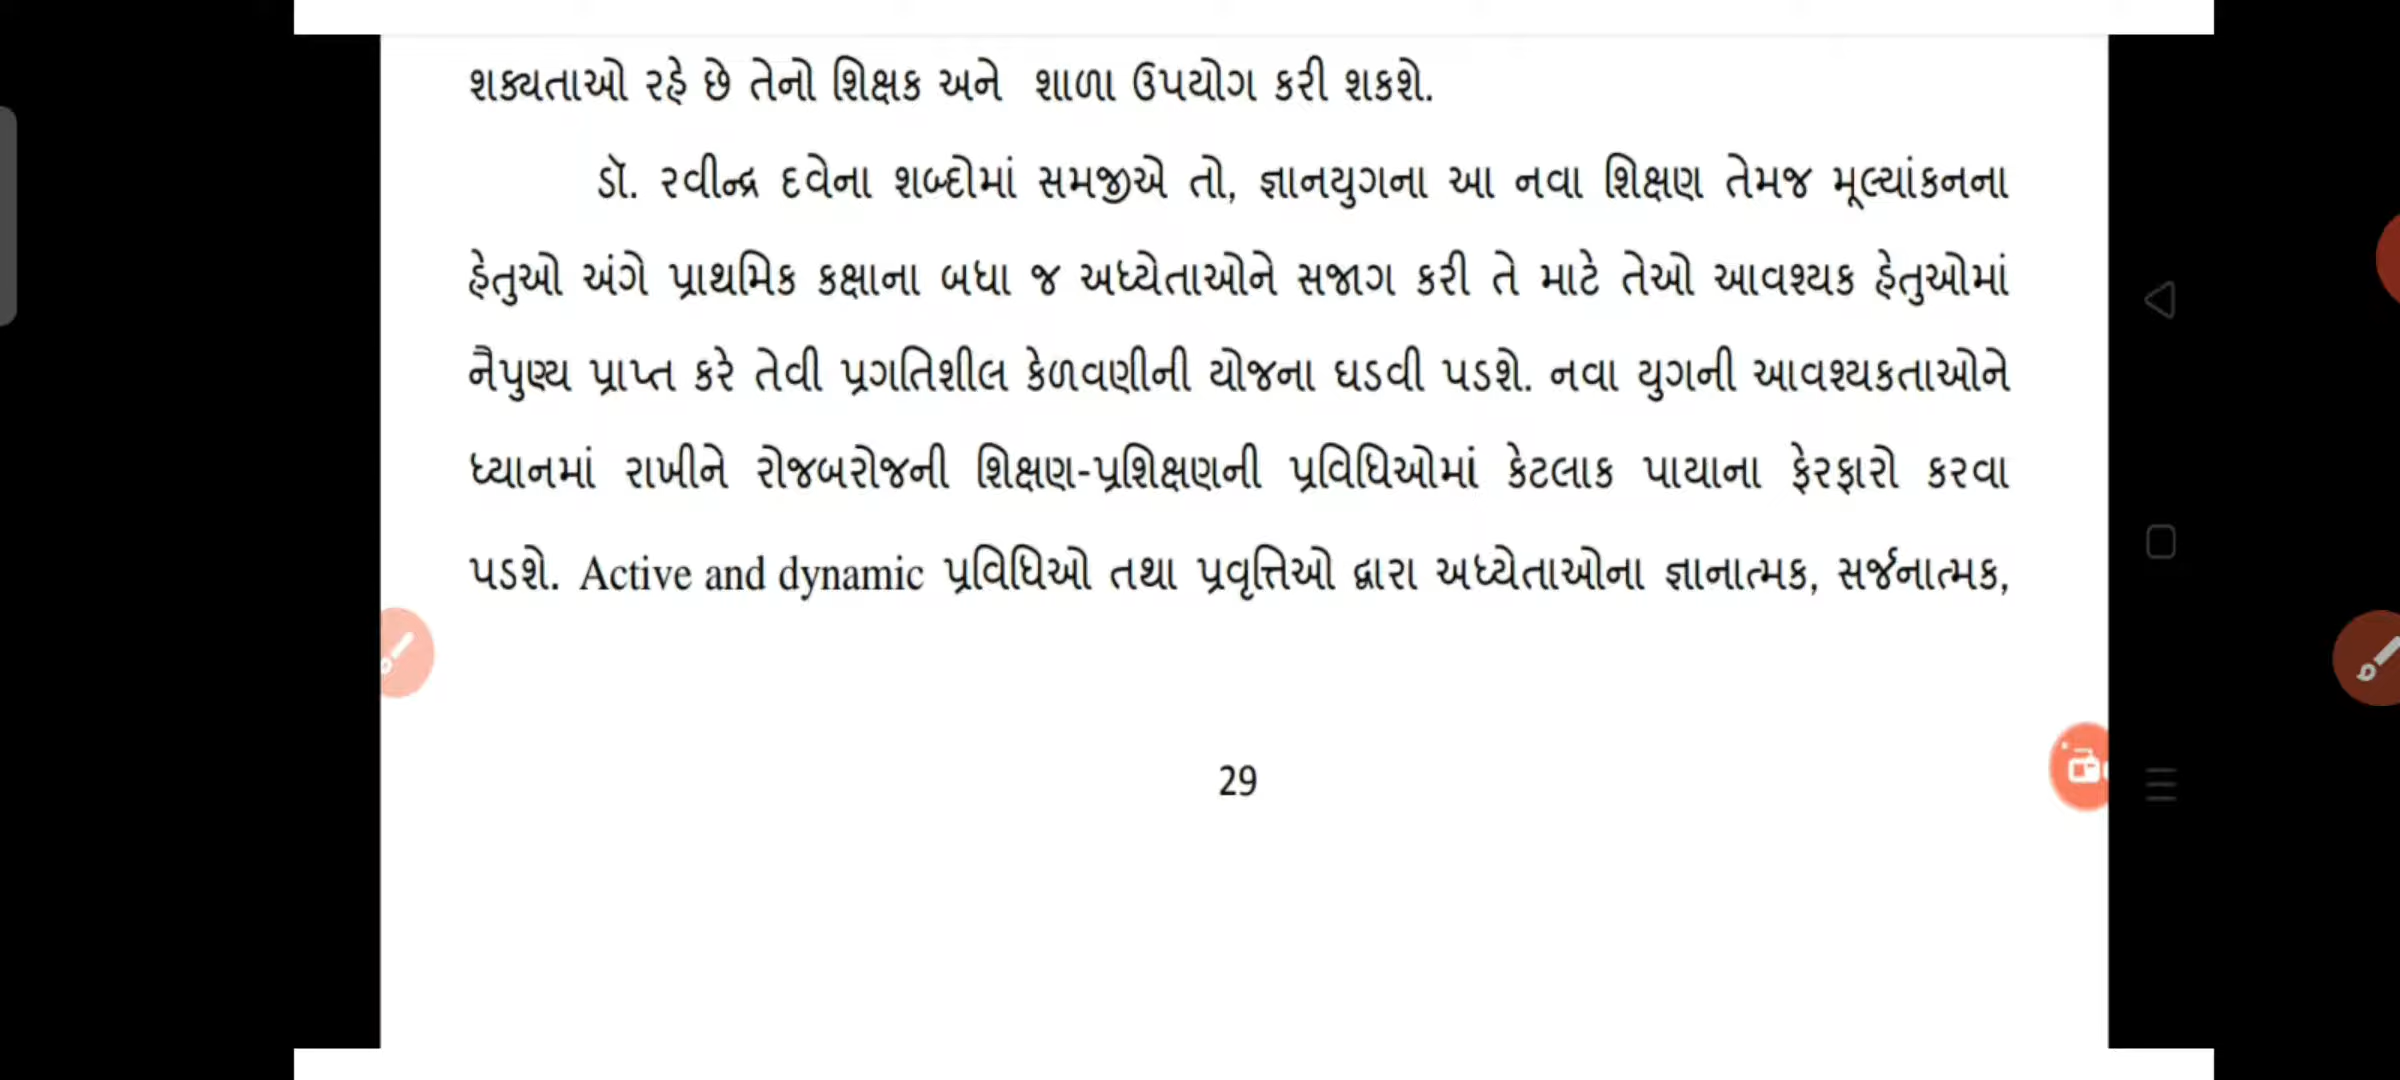 શક્યતાઓ રહે છે તેનો શિક્ષક અને શાળા ઉપયોગ કરી શકશે.
ડૉ. રવીન્દ્ર દવેના શબ્દોમાં સમજીએ તો, જ્ઞાનયુગના આ નવા શિક્ષણ તેમજ મૂલ્યાંકનના
હેતુઓ અંગે પ્રાથમિક કક્ષાના બધા જ અધ્યેતાઓને સજાગ કરી તે માટે તેઓ આવશ્યક હેતુઓમાં
નૈપુણ્ય પ્રાપ્ત કરે તેવી પ્રગતિશીલ કેળવણીની યોજના ઘડવી પડશે. નવા યુગની આવશ્યકતાઓને
ધ્યાનમાં રાખીને રોજબરોજની શિક્ષણ-પ્રશિક્ષણની પ્રવિધિઓમાં કેટલાક પાયાના ફેરફારો કરવા
પડશે. Active and dynamic પ્રવિધિઓ તથા પ્રવૃત્તિઓ દ્વારા અધ્યેતાઓના જ્ઞાનાત્મક, સર્જનાત્મક,
29